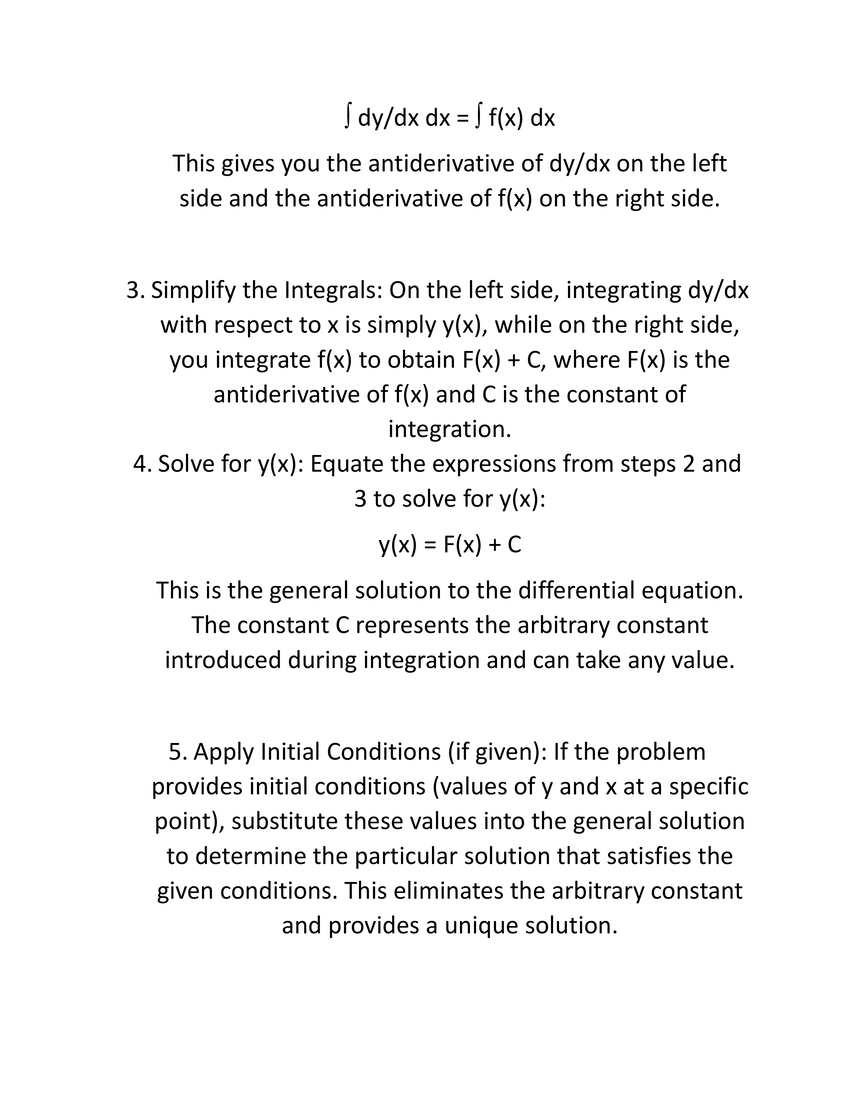 ∫ dy/dx dx = ∫ f(x) dx
This gives you the antiderivative of dy/dx on the left
side and the antiderivative of f(x) on the right side.
3. Simplify the Integrals: On the left side, integrating dy/dx
with respect to x is simply y(x), while on the right side,
you integrate f(x) to obtain F(x) + C, where F(x) is the
antiderivative of f(x) and C is the constant of
integration.
4. Solve for y(x): Equate the expressions from steps 2 and
3 to solve for y(x):
y(x) = F(x) + C
This is the general solution to the differential equation.
The constant C represents the arbitrary constant
introduced during integration and can take any value.
5. Apply Initial Conditions (if given): If the problem
provides initial conditions (values of y and x at a specific
point), substitute these values into the general solution
to determine the particular solution that satisfies the
given conditions. This eliminates the arbitrary constant
and provides a unique solution.